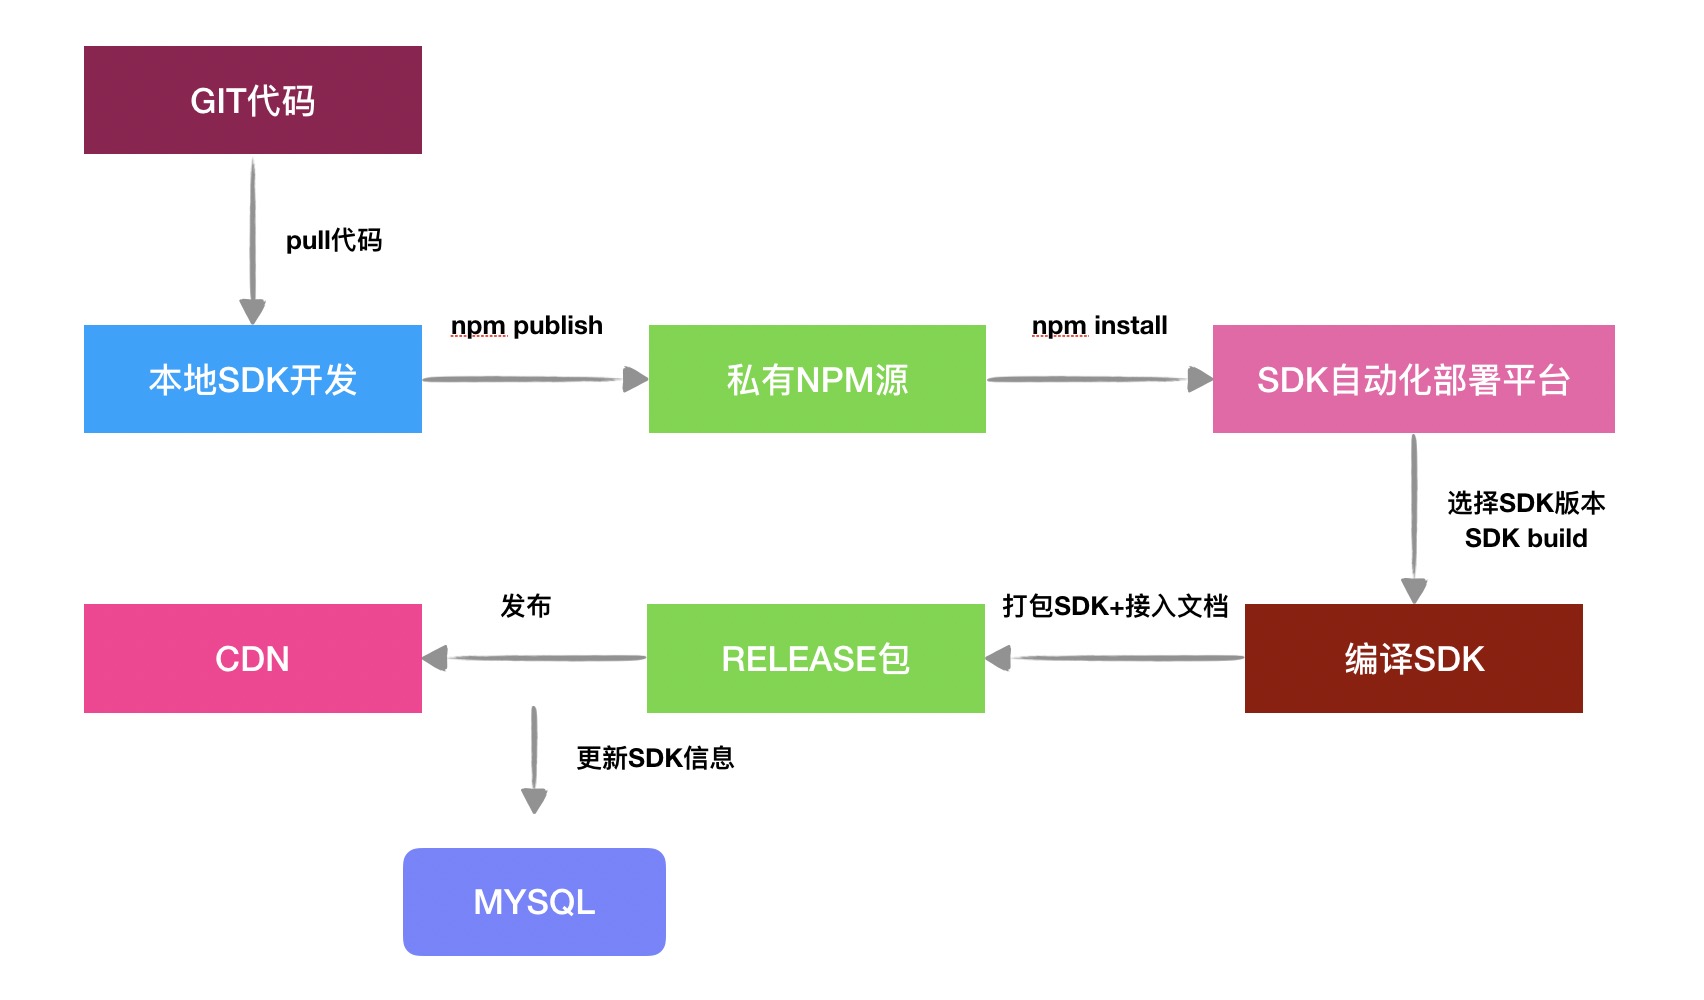 GIT代码
pull代码
npm publish
npm install
本地SDK开发
私有NPM源
SDK自动化部署平台
选择SDK版本
SDK build
发布
打包SDK+接入文档
CDN
RELEASE包
编译SDK
更新SDK信息
MYSQL